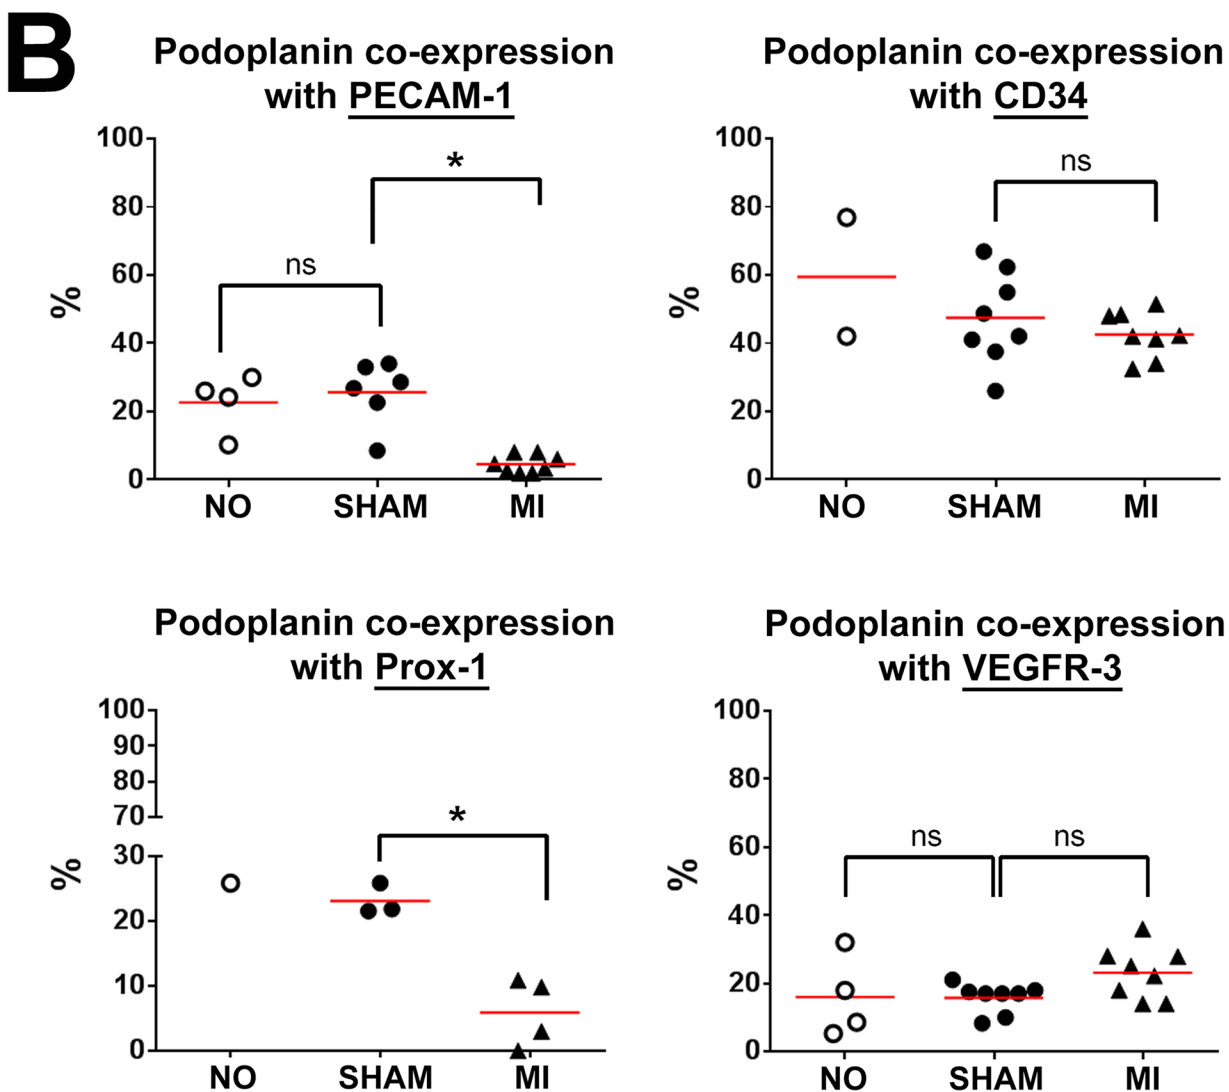 B
Podoplanin co-expression
with PECAM-1
100
80
60
40
20
0
%
ns
*
NO
SHAM
MI
Podoplanin co-expression
with CD34
100
80
60
40
20
0
%
ns
NO
SHAM
MI
Podoplanin co-expression
with Prox-1
100
90
80
70
30
20
10
0
%
*
NO
SHAM
MI
Podoplanin co-expression
with VEGFR-3
100
80
60
40
20
0
%
ns
ns
NO
SHAM
MI